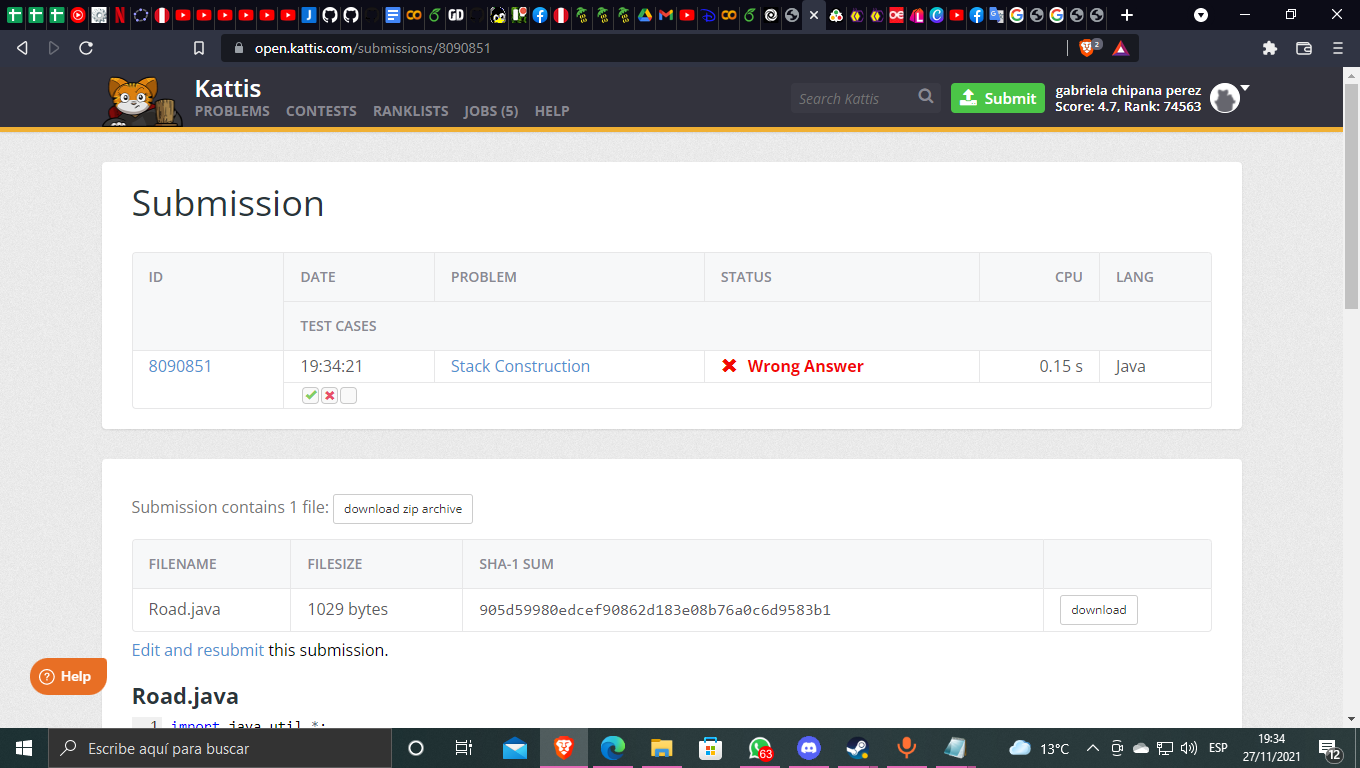 open.kattis.com/submissions/8090851
2
Kattis
PROBLEMS CONTESTS RANKLISTS JOBS (5) HELP
Search Kattis
Submit
gabriela chipana perez
Score: 4.7, Rank: 74563
Submission
ID DATE PROBLEM STATUS CPU LANG
TEST CASES
8090851 19:34:21 Stack Construction Wrong Answer 0.15 s Java
Submission contains 1 file: download zip archive
FILENAME FILESIZE SHA-1 SUM
Road.java 1029 bytes 905d59980edcef90862d183e08b76a0c6d9583b1 download
Edit and resubmit this submission.
Help
Road.java
1 import java.util.*;
Escribe aquí para buscar
63
13°C
ESP
19:34
27/11/2021
12